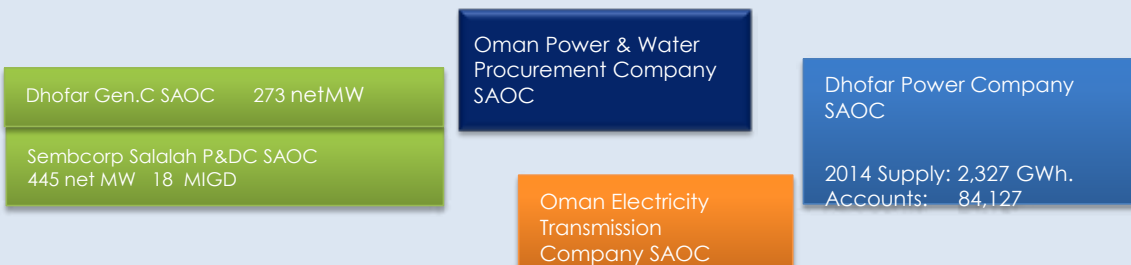 Oman Power & Water
Procurement Company
SAOC
Dhofar Gen.C SAOC 273 netMW
Sembcorp Salalah P&DC SAOC
445 net MW 18 MIGD
Dhofar Power Company
SAOC
2014 Supply: 2,327 GWh.
Accounts: 84,127
Oman Electricity
Transmission
Company SAOC